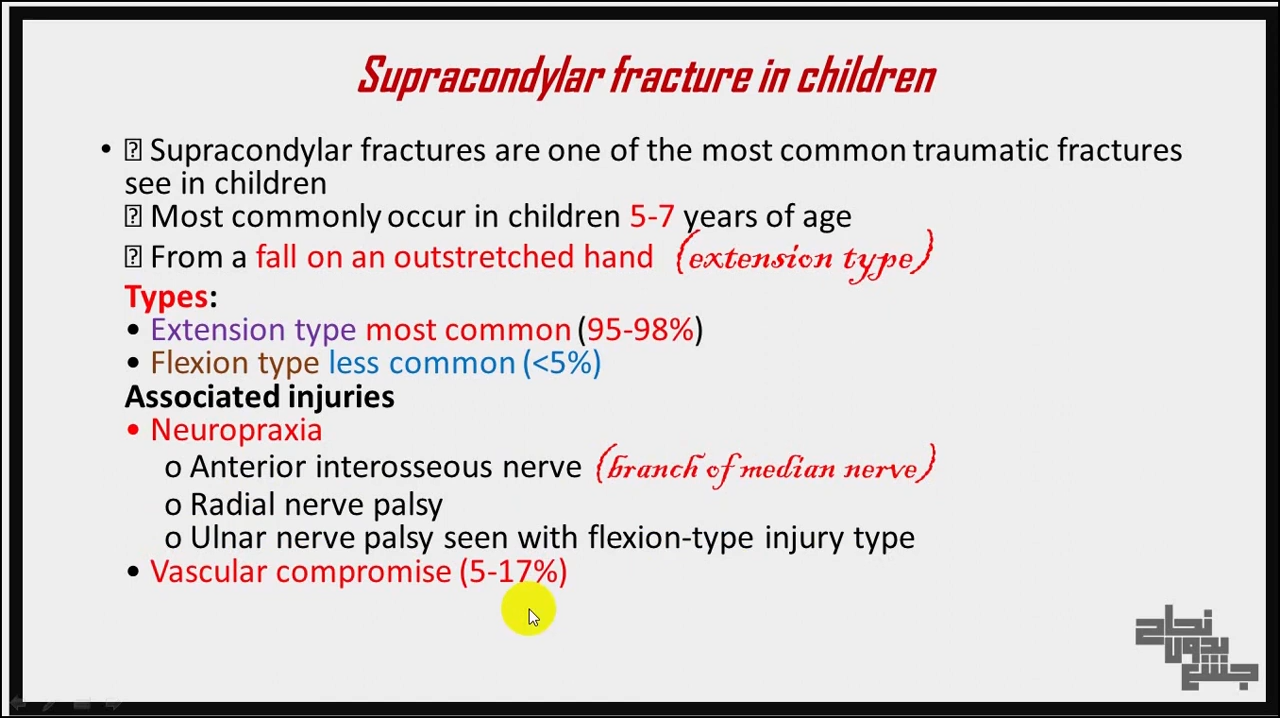 Supracondylar fracture in children
• ⍰ Supracondylar fractures are one of the most common traumatic fractures
see in children
⍰ Most commonly occur in children 5-7 years of age
⍰ From a fall on an outstretched hand (extension type)
Types:
• Extension type most common (95-98%)
• Flexion type less common (<5%)
Associated injuries
• Neuropraxia
o Anterior interosseous nerve (branch of median nerve)
o Radial nerve palsy
o Ulnar nerve palsy seen with flexion-type injury type
• Vascular compromise (5-17%)
نجاح
بدون
جشع